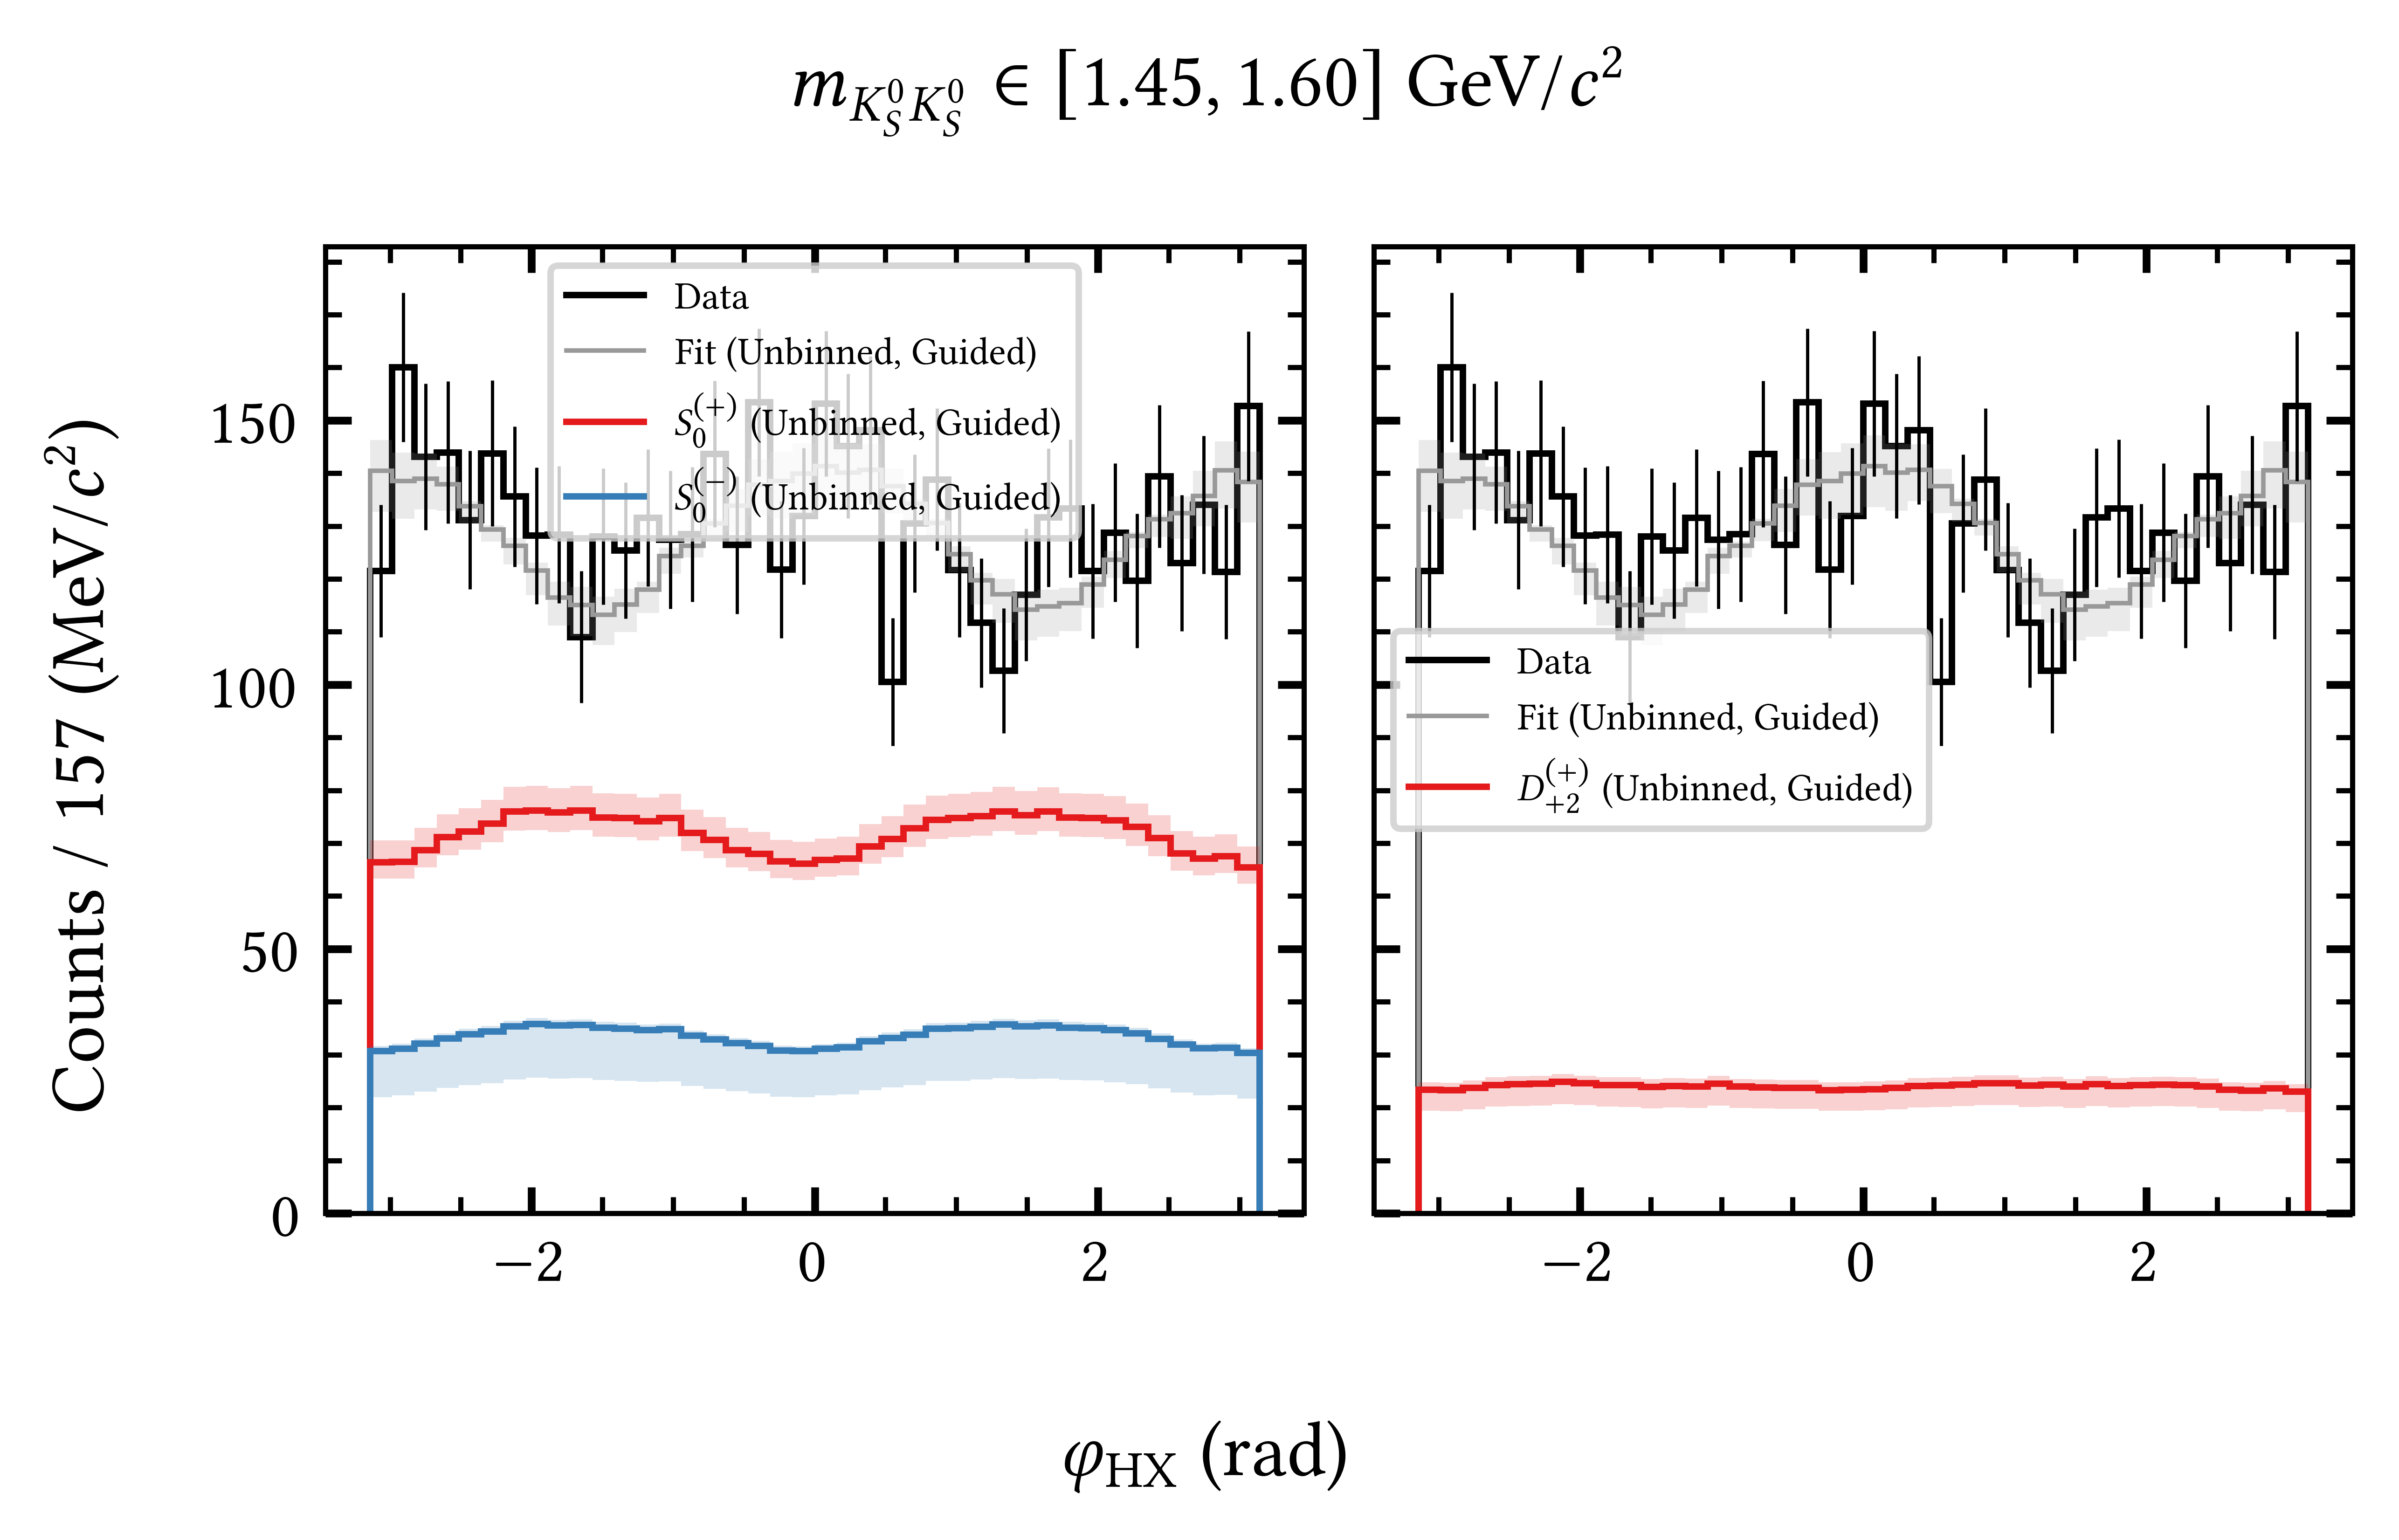 m_{K_S^0 K_S^0} ∈ [1.45, 1.60] GeV/c²
Counts / 157 (MeV/c²)
150
100
50
0
Data
Fit (Unbinned, Guided)
S_0^{(+)} (Unbinned, Guided)
S_0^{(−)} (Unbinned, Guided)
−2 0 2
Data
Fit (Unbinned, Guided)
D_{+2}^{(+)} (Unbinned, Guided)
−2 0 2
φ_{HX} (rad)